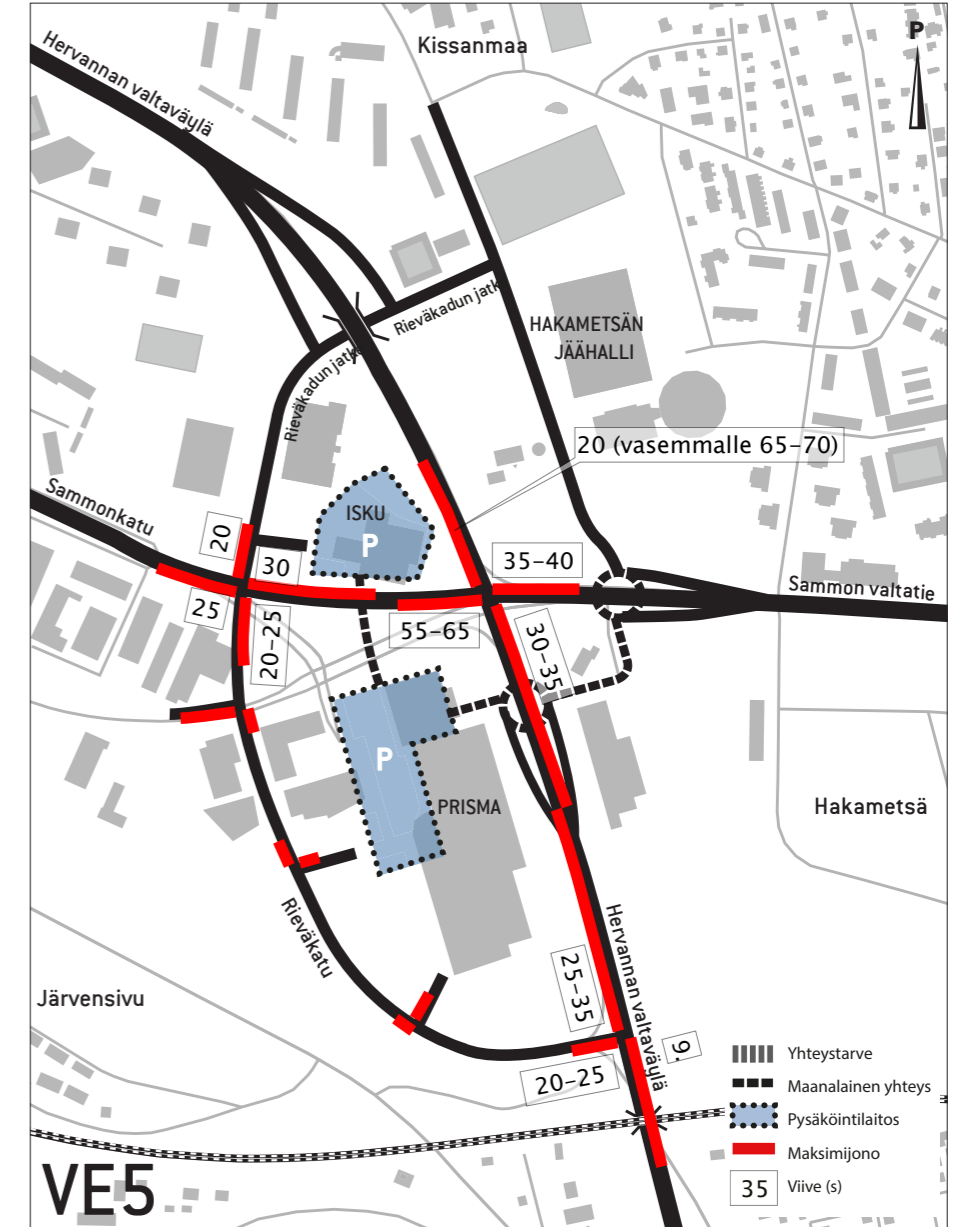 Kissanmaa
P
Hervannan valtaväylä
Rieväkadun jatk
HAKAMETSÄN
JÄÄHALLI
Rieväkadun jatk
20 (vasemmalle 65–70)
Sammonkatu
ISKU
P
20
30
35–40
Sammon valtatie
25
20–25
55–65
30–35
P
PRISMA
Hakametsä
Rieväkatu
Hervannan valtaväylä
25–35
Järvensivu
9.
20–25
Yhteystarve
Maanalainen yhteys
Pysäköintilaitos
Maksimijono
35 Viive (s)
VE5